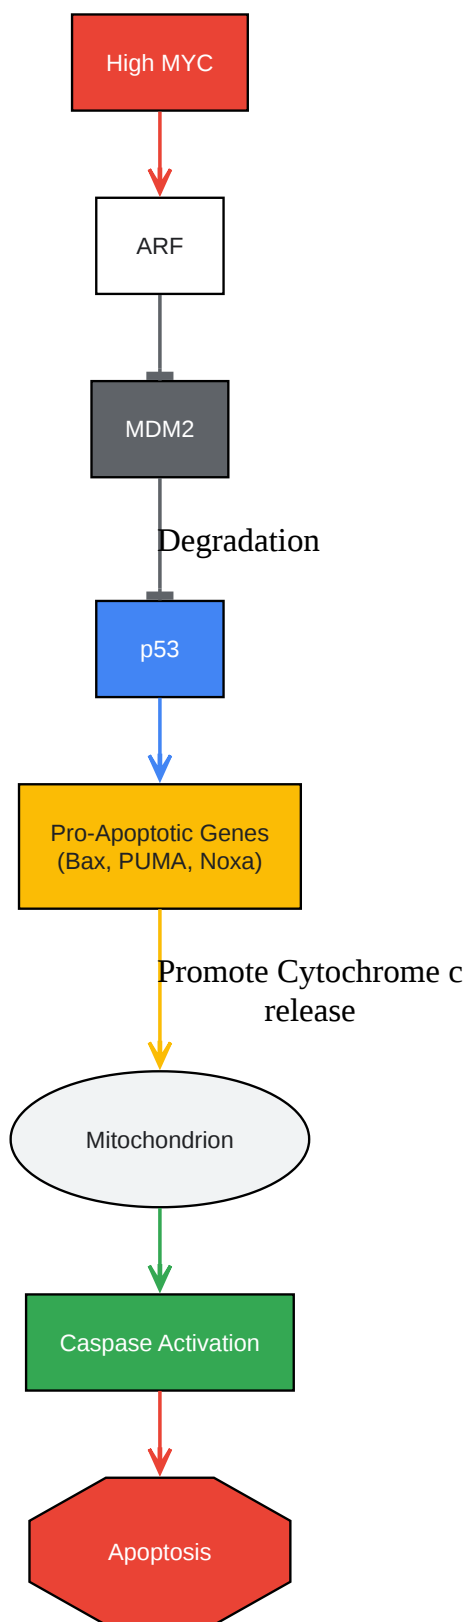 High MYC
ARF
MDM2
Degradation
p53
Pro-Apoptotic Genes
(Bax, PUMA, Noxa)
Promote Cytochrome c
release
Mitochondrion
Caspase Activation
Apoptosis